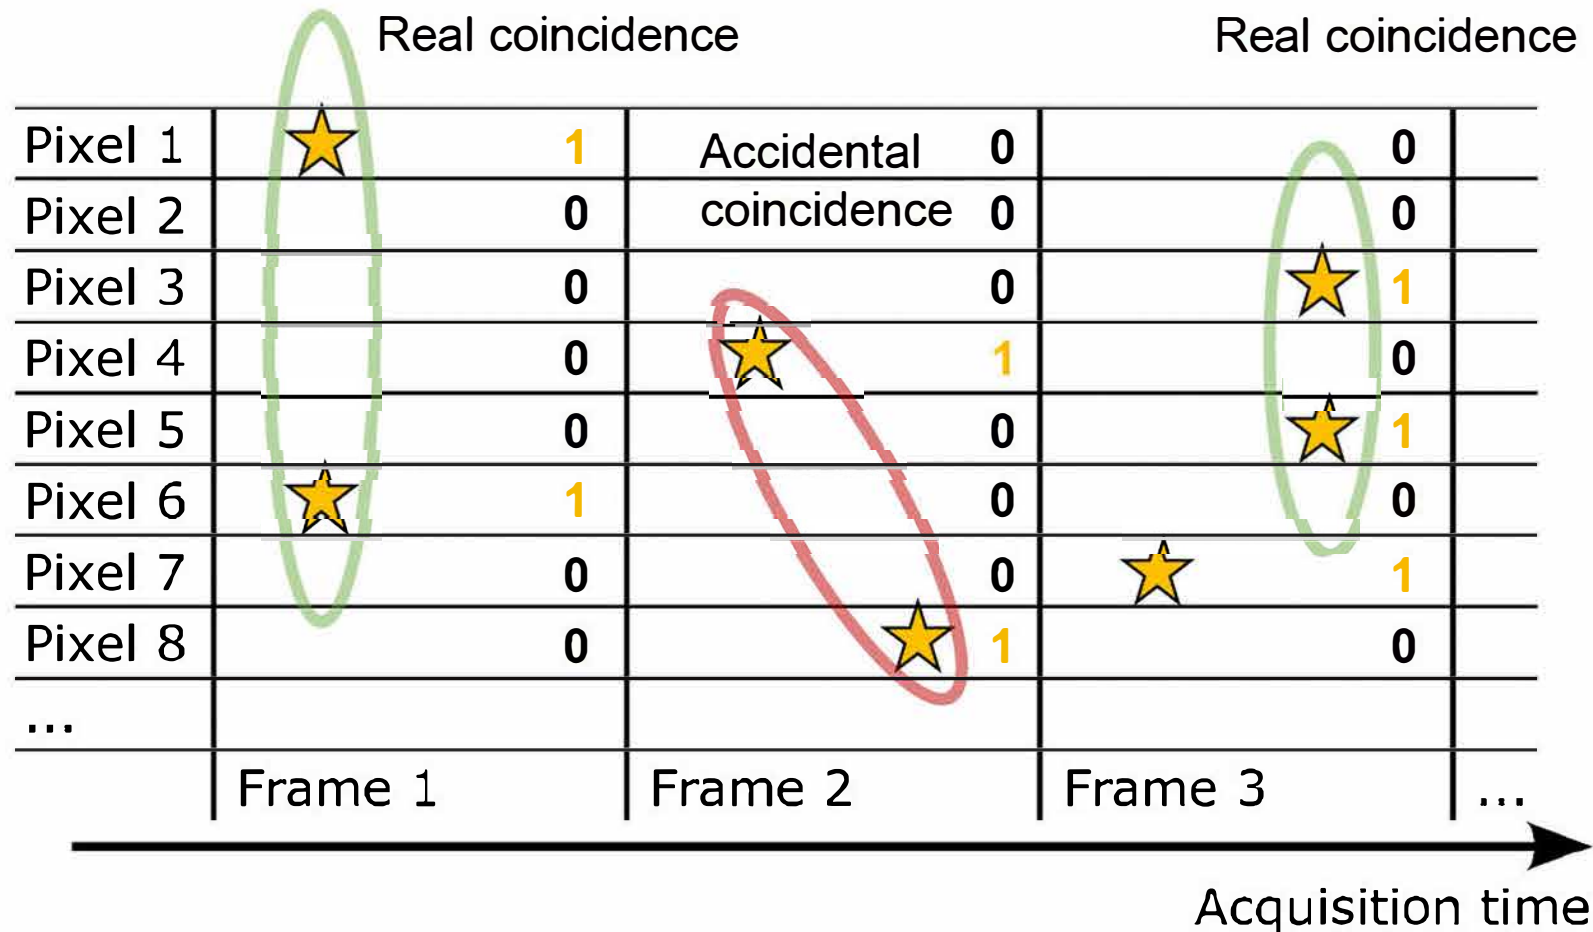 Real coincidence Real coincidence
Pixel 1 1 Accidental 0 0
Pixel 2 0 coincidence 0 0
Pixel 3 0 0 1
Pixel 4 0 1 0
Pixel 5 0 0 1
Pixel 6 1 0 0
Pixel 7 0 0 1
Pixel 8 0 1 0
...
Frame 1 Frame 2 Frame 3 ...
Acquisition time